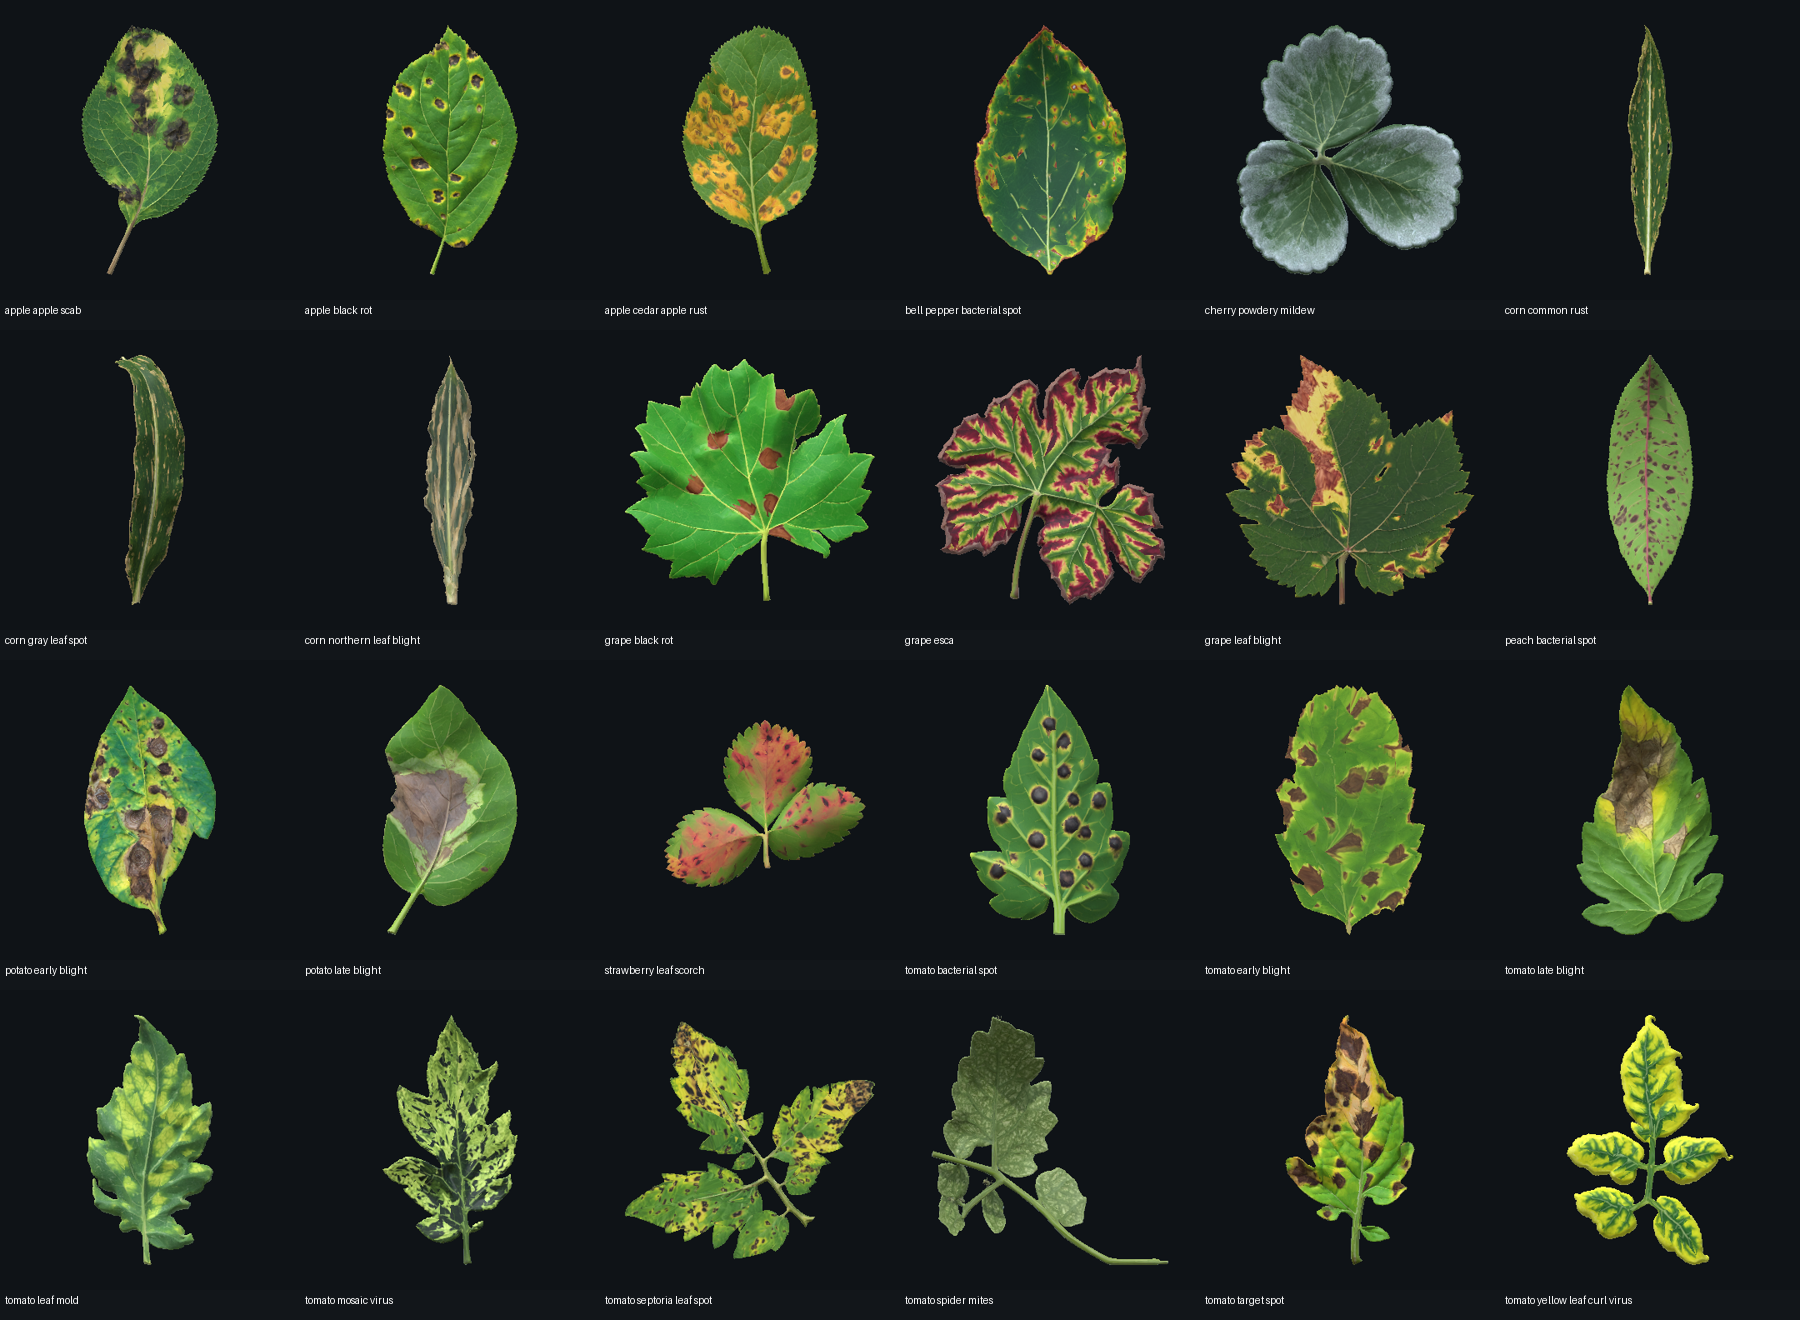 apple apple scab
apple black rot
apple cedar apple rust
bell pepper bacterial spot
cherry powdery mildew
corn common rust
corn gray leaf spot
corn northern leaf blight
grape black rot
grape esca
grape leaf blight
peach bacterial spot
potato early blight
potato late blight
strawberry leaf scorch
tomato bacterial spot
tomato early blight
tomato late blight
tomato leaf mold
tomato mosaic virus
tomato septoria leaf spot
tomato spider mites
tomato target spot
tomato yellow leaf curl virus